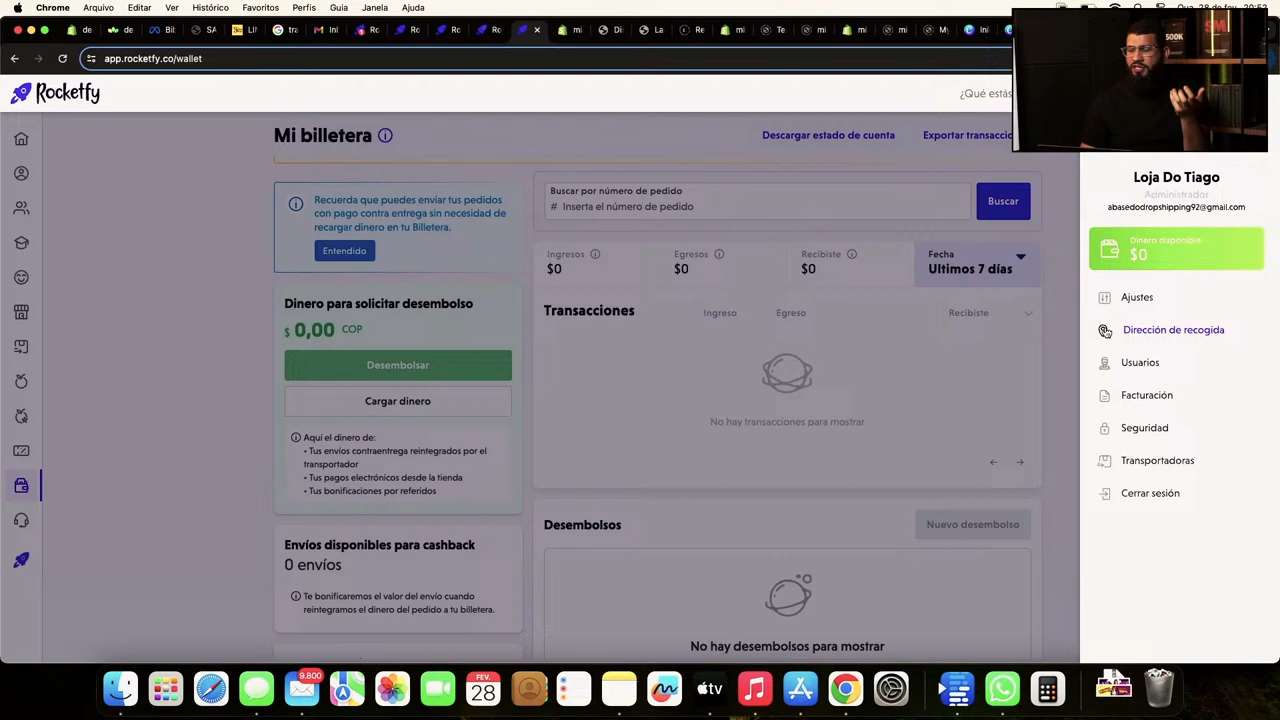 Chrome Arquivo Editar Ver Histórico Favoritos Perfis Guia Janela Ajuda
app.rocketfy.co/wallet
500K
Rocketfy
¿Qué estás
Mi billetera
Descargar estado de cuenta
Exportar transacci
Recuerda que puedes enviar tus pedidos
con pago contra entrega sin necesidad de
recargar dinero en tu Billetera.
Entendido
Buscar por número de pedido
# Inserta el número de pedido
Buscar
Ingresos
$0
Egresos
$0
Recibiste
$0
Fecha
Ultimos 7 días
Dinero para solicitar desembolso
$ 0,00 COP
Desembolsar
Cargar dinero
Aquí el dinero de:
• Tus envíos contraentrega reintegrados por el
transportador
• Tus pagos electrónicos desde la tienda
• Tus bonificaciones por referidos
Transacciones
Ingreso
Egreso
Recibiste
No hay transacciones para mostrar
Envíos disponibles para cashback
0 envíos
Te bonificaremos el valor del envío cuando
reintegramos el dinero del pedido a tu billetera.
Desembolsos
Nuevo desembolso
No hay desembolsos para mostrar
Loja Do Tiago
Administrador
abasedodropshipping92@gmail.com
Dinero disponible
$0
Ajustes
Dirección de recogida
Usuarios
Facturación
Seguridad
Transportadoras
Cerrar sesión
9.800
FEV.
28
tv